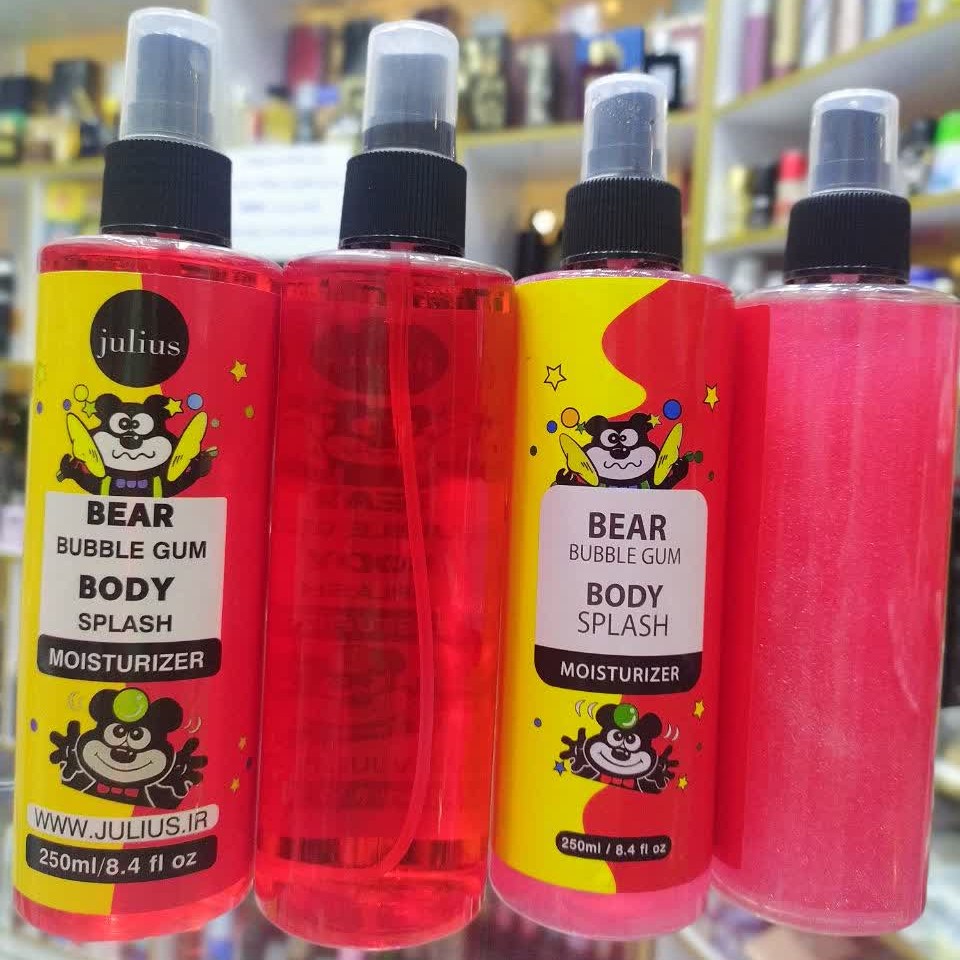 julius
BEAR
BUBBLE GUM
BODY
SPLASH
MOISTURIZER
WWW.JULIUS.IR
250ml/8.4 fl oz
BEAR
BUBBLE GUM
BODY
SPLASH
MOISTURIZER
250ml / 8.4 fl oz